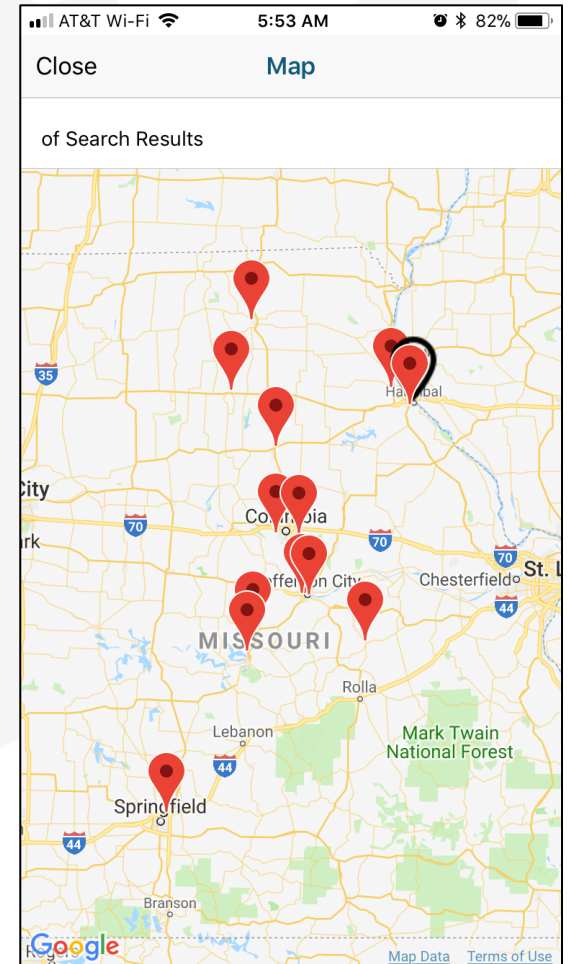 AT&T Wi-Fi 5:53 AM 82%
Close Map
of Search Results
35
City
70
70
70
St. L
Chesterfield
44
MISSOURI
Rolla
Lebanon
Mark Twain
National Forest
44
Springfield
44
Branson
Google
Map Data Terms of Use